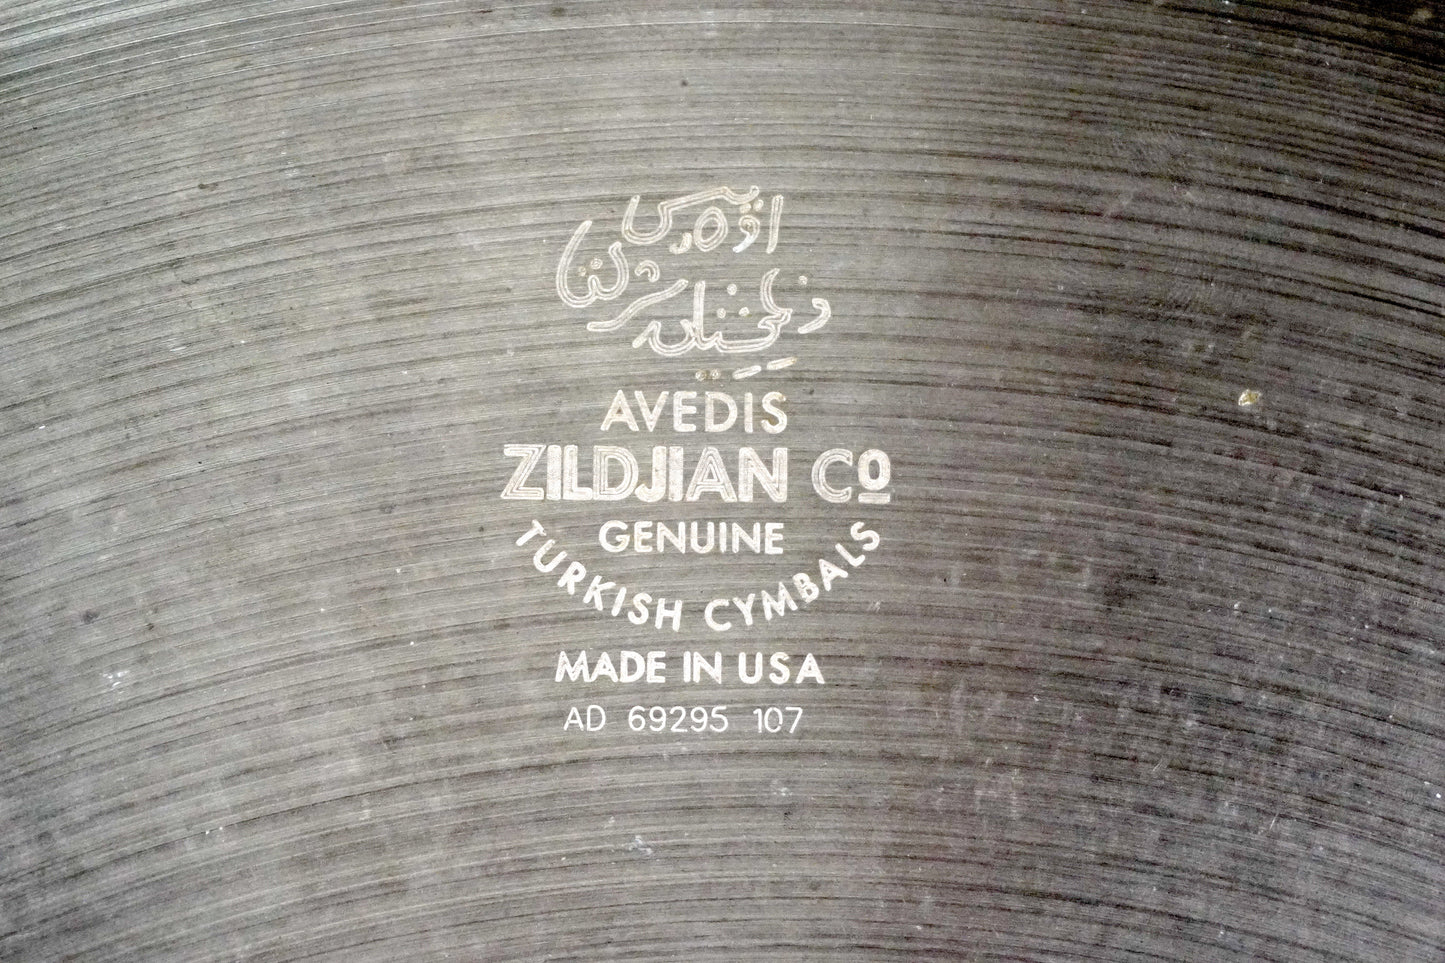 AVEDIS
ZILDJIAN Co
GENUINE
TURKISH CYMBALS
MADE IN USA
AD 69295 107